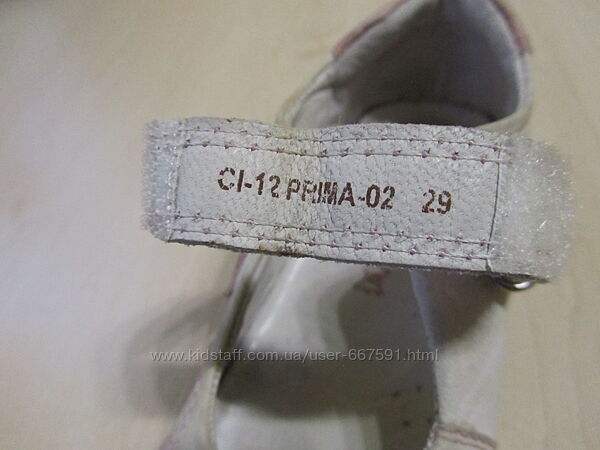 CI-12 PRIMA-02 29
www.kidstaff.com.ua/user-667591.html